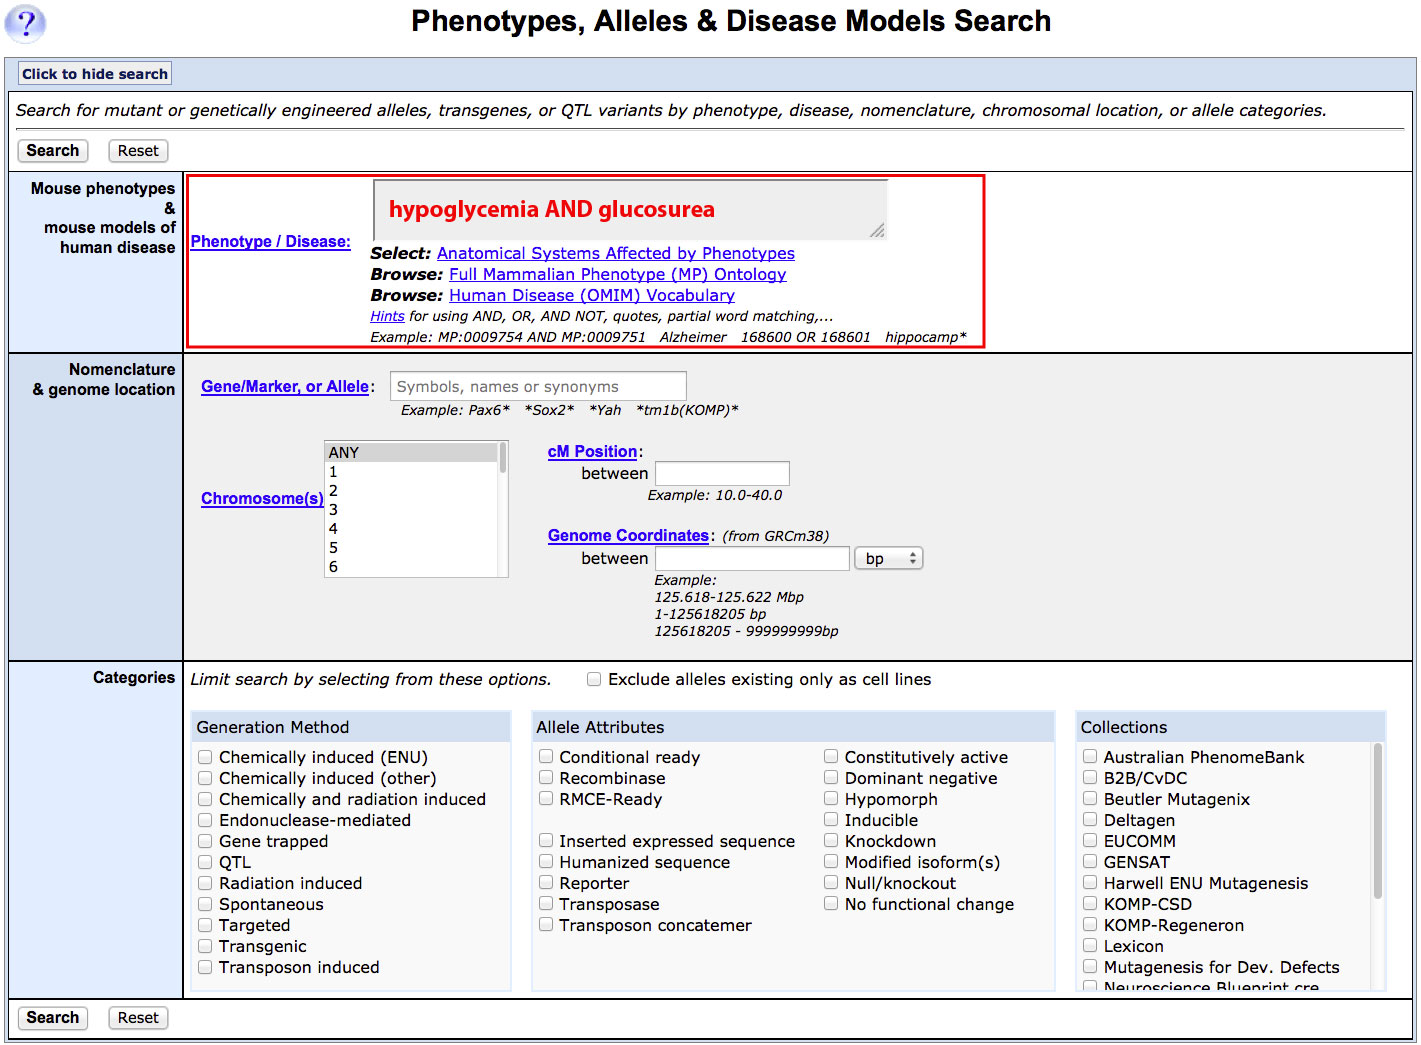 ?
Phenotypes, Alleles & Disease Models Search
Click to hide search
Search for mutant or genetically engineered alleles, transgenes, or QTL variants by phenotype, disease, nomenclature, chromosomal location, or allele categories.
Search Reset
Mouse phenotypes
&
mouse models of
human disease
Phenotype / Disease:
hypoglycemia AND glucosurea
Select: Anatomical Systems Affected by Phenotypes
Browse: Full Mammalian Phenotype (MP) Ontology
Browse: Human Disease (OMIM) Vocabulary
Hints for using AND, OR, AND NOT, quotes, partial word matching,...
Example: MP:0009754 AND MP:0009751 Alzheimer 168600 OR 168601 hippocamp*
Nomenclature
& genome location
Gene/Marker, or Allele: Symbols, names or synonyms
Example: Pax6* *Sox2* *Yah *tm1b(KOMP)*
Chromosome(s)
ANY
1
2
3
4
5
6
cM Position:
between
Example: 10.0-40.0
Genome Coordinates: (from GRCm38)
between bp
Example:
125.618-125.622 Mbp
1-125618205 bp
125618205 - 999999999bp
Categories
Limit search by selecting from these options. Exclude alleles existing only as cell lines
Generation Method
Chemically induced (ENU)
Chemically induced (other)
Chemically and radiation induced
Endonuclease-mediated
Gene trapped
QTL
Radiation induced
Spontaneous
Targeted
Transgenic
Transposon induced
Allele Attributes
Conditional ready
Recombinase
RMCE-Ready
Inserted expressed sequence
Humanized sequence
Reporter
Transposase
Transposon concatemer
Constitutively active
Dominant negative
Hypomorph
Inducible
Knockdown
Modified isoform(s)
Null/knockout
No functional change
Collections
Australian PhenomeBank
B2B/CvDC
Beutler Mutagenix
Deltagen
EUCOMM
GENSAT
Harwell ENU Mutagenesis
KOMP-CSD
KOMP-Regeneron
Lexicon
Mutagenesis for Dev. Defects
Neuroscience Blueprint cre
Search Reset